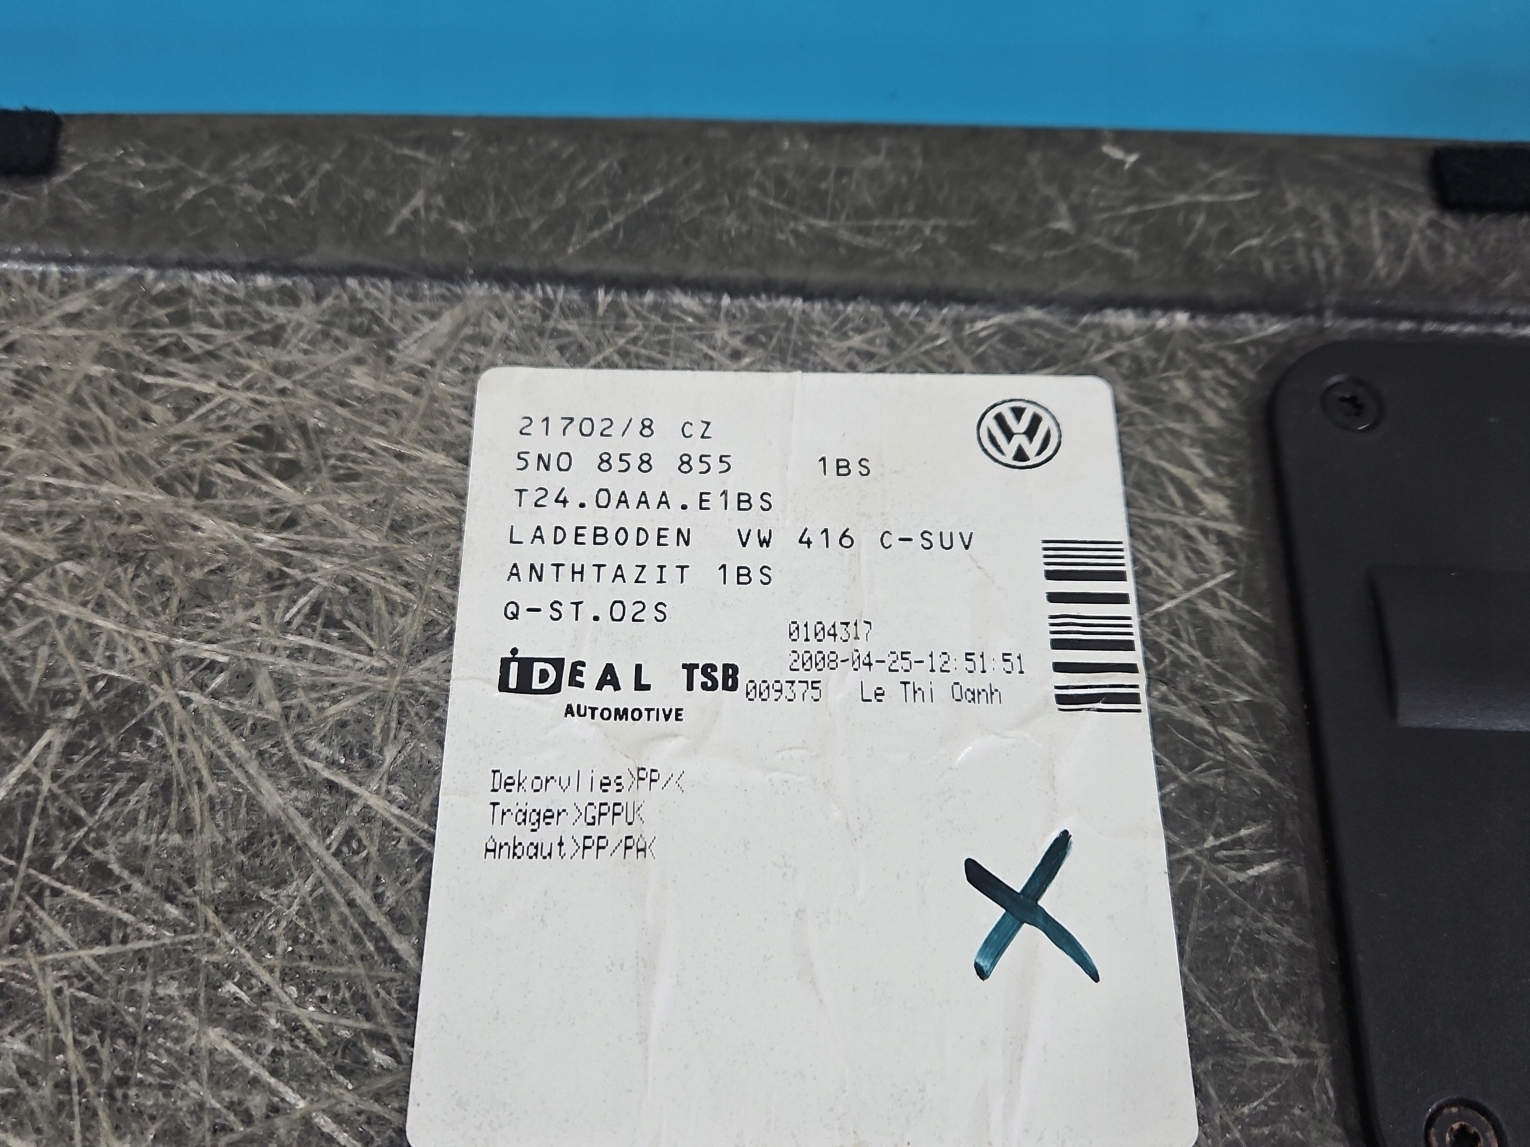 21702/8 CZ
5N0 858 855 1BS
T24.0AAA.E1BS
LADEBODEN VW 416 C-SUV
ANTHTAZIT 1BS
Q-ST.02S
0104317
2008-04-25-12:51:51
iDEAL TSB 009375 Le Thi Oanh
AUTOMOTIVE
Dekorvlies>PP/<
Träger>GPPU<
Anbaut>PP/PA<